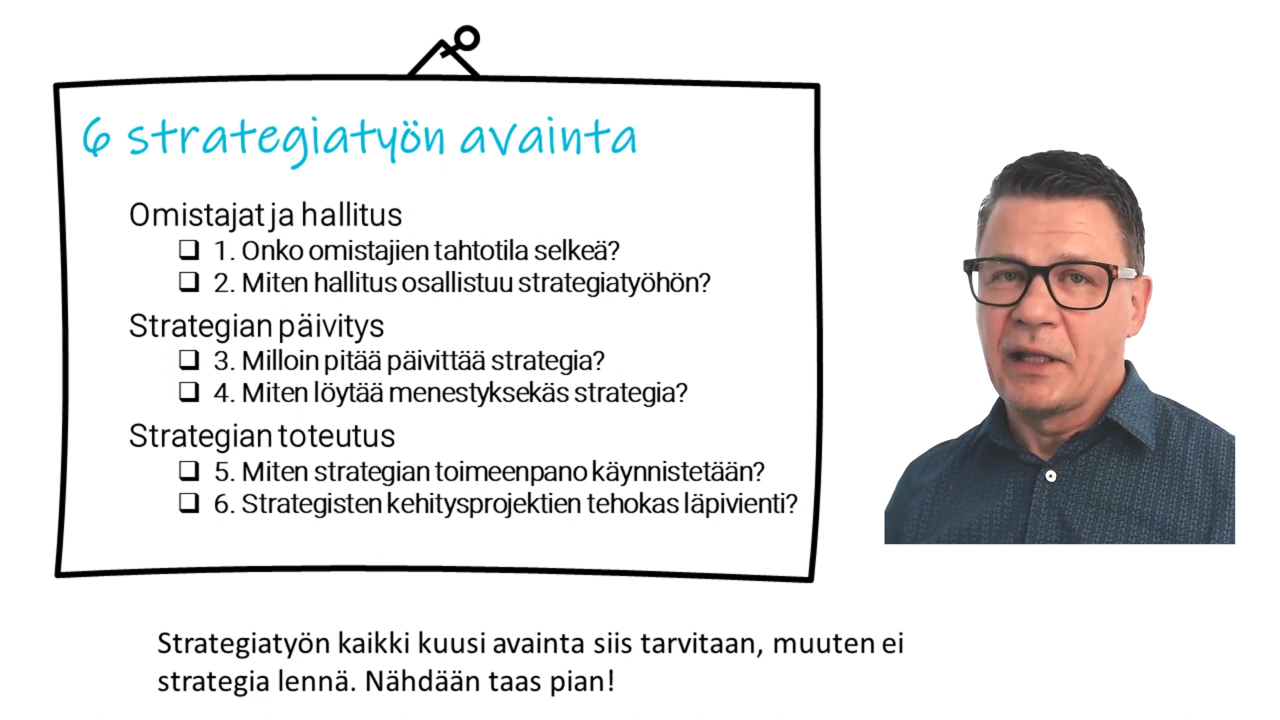 6 strategiatyön avainta
Omistajat ja hallitus
❑ 1. Onko omistajien tahtotila selkeä?
❑ 2. Miten hallitus osallistuu strategiatyöhön?
Strategian päivitys
❑ 3. Milloin pitää päivittää strategia?
❑ 4. Miten löytää menestyksekäs strategia?
Strategian toteutus
❑ 5. Miten strategian toimeenpano käynnistetään?
❑ 6. Strategisten kehitysprojektien tehokas läpivienti?
Strategiatyön kaikki kuusi avainta siis tarvitaan, muuten ei
strategia lennä. Nähdään taas pian!